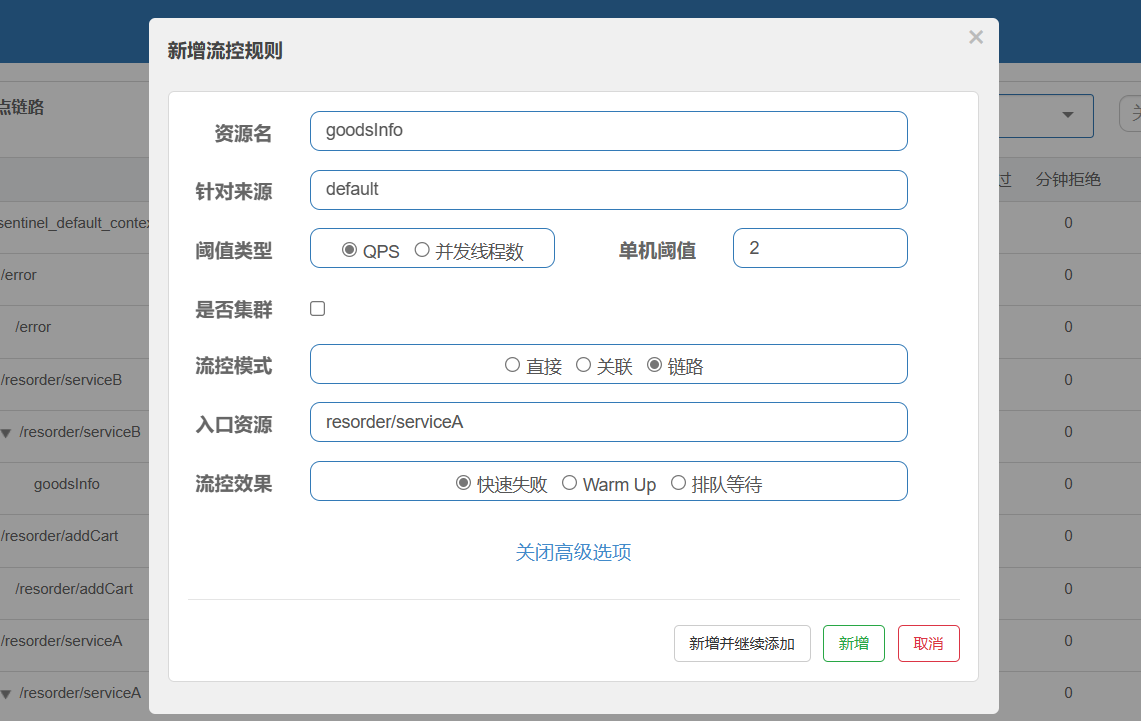 新增流控规则
×
点链路
资源名
goodsInfo
针对来源
default
过
分钟拒绝
sentinel_default_conte
0
阈值类型
QPS 并发线程数
单机阈值
2
/error
0
是否集群
/error
0
流控模式
直接 关联 链路
/resorder/serviceB
0
入口资源
resorder/serviceA
/resorder/serviceB
0
流控效果
快速失败 Warm Up 排队等待
goodsInfo
0
/resorder/addCart
0
关闭高级选项
/resorder/addCart
0
/resorder/serviceA
0
新增并继续添加 新增 取消
/resorder/serviceA
0